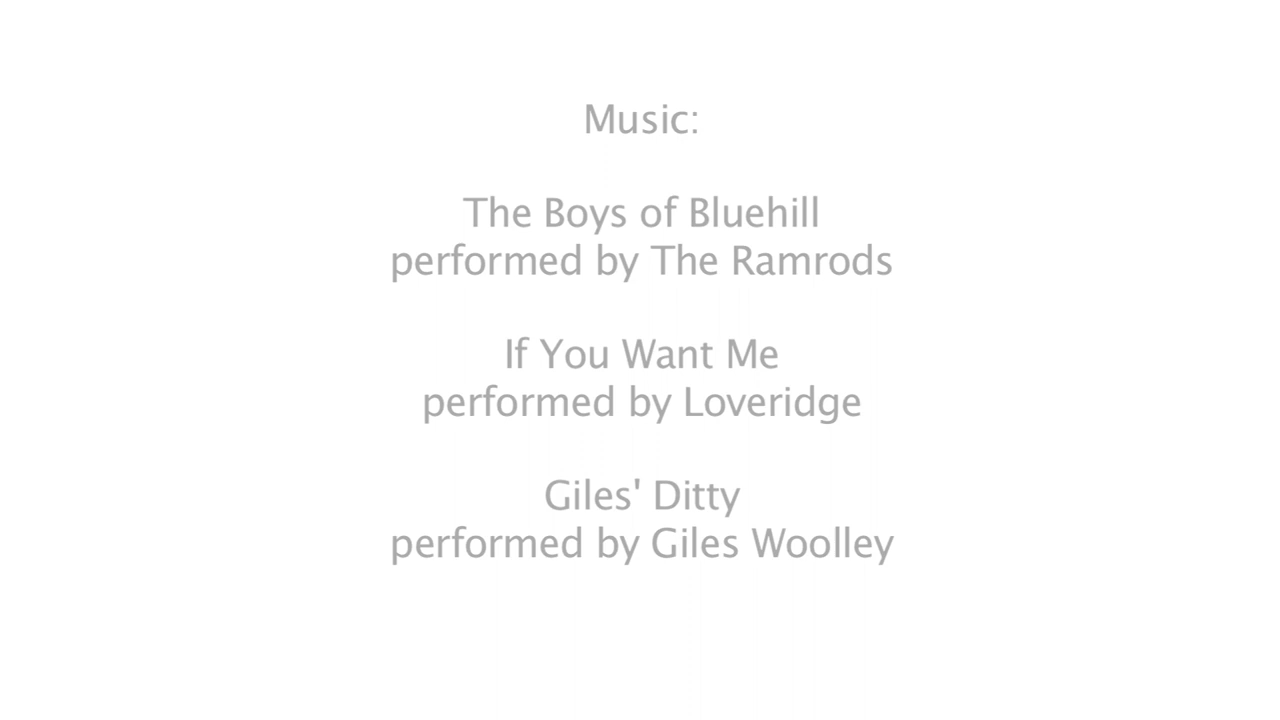 Music:
The Boys of Bluehill
performed by The Ramrods
If You Want Me
performed by Loveridge
Giles' Ditty
performed by Giles Woolley